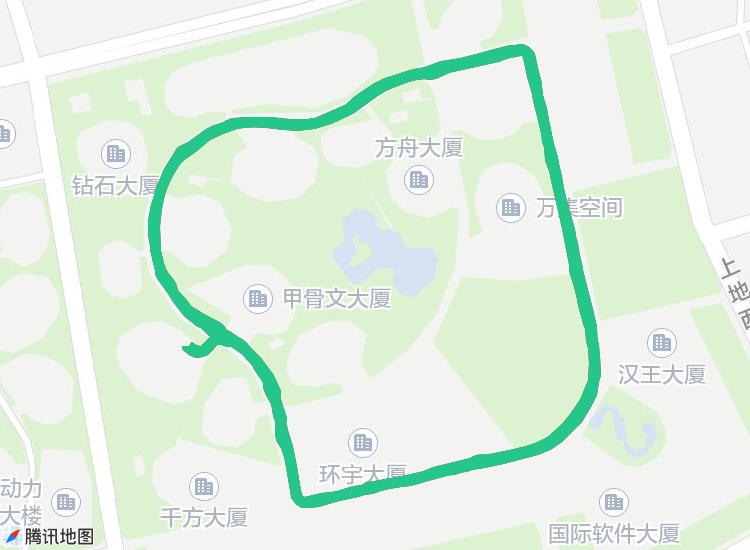 方舟大厦
钻石大厦
万集空间
上地西
甲骨文大厦
汉王大厦
环宇大厦
动力
大楼
千方大厦
国际软件大厦
腾讯地图